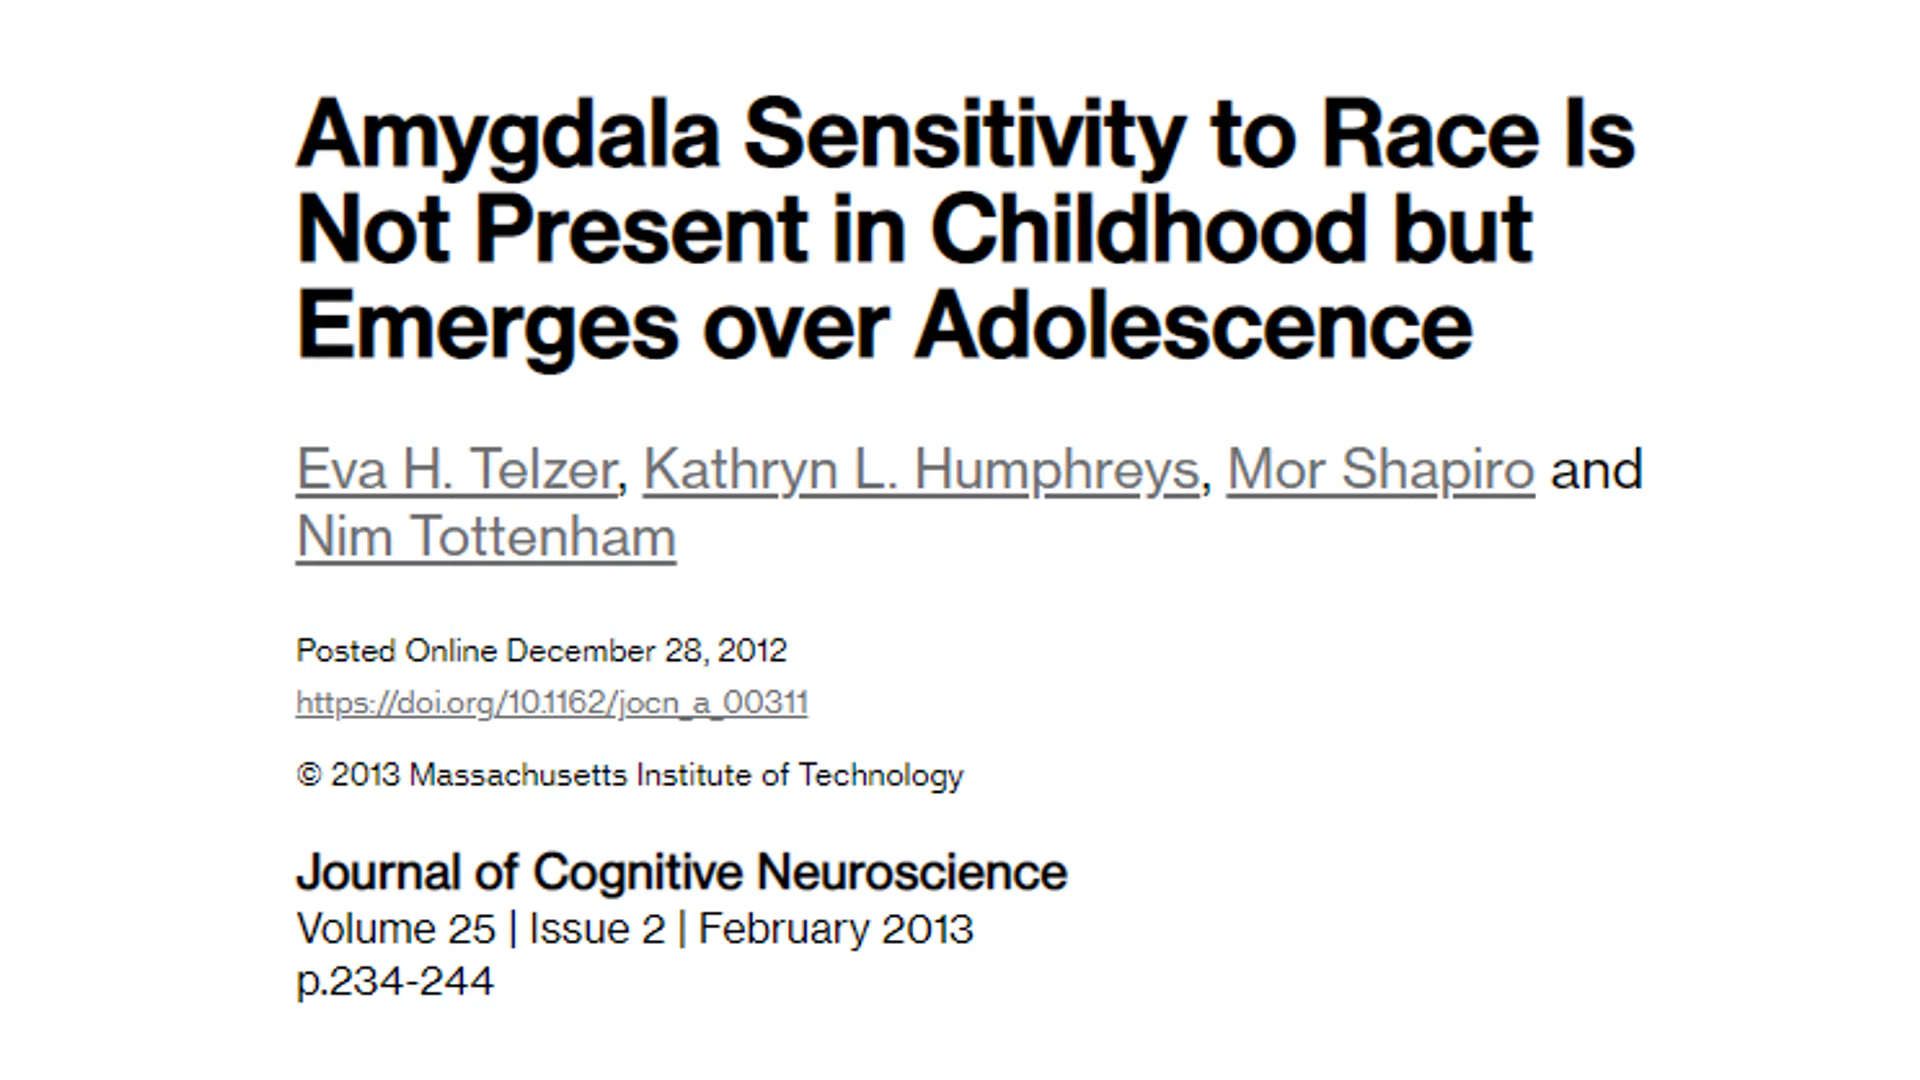 Amygdala Sensitivity to Race Is
Not Present in Childhood but
Emerges over Adolescence
Eva H. Telzer, Kathryn L. Humphreys, Mor Shapiro and
Nim Tottenham
Posted Online December 28, 2012
https://doi.org/10.1162/jocn_a_00311
© 2013 Massachusetts Institute of Technology
Journal of Cognitive Neuroscience
Volume 25 | Issue 2 | February 2013
p.234-244